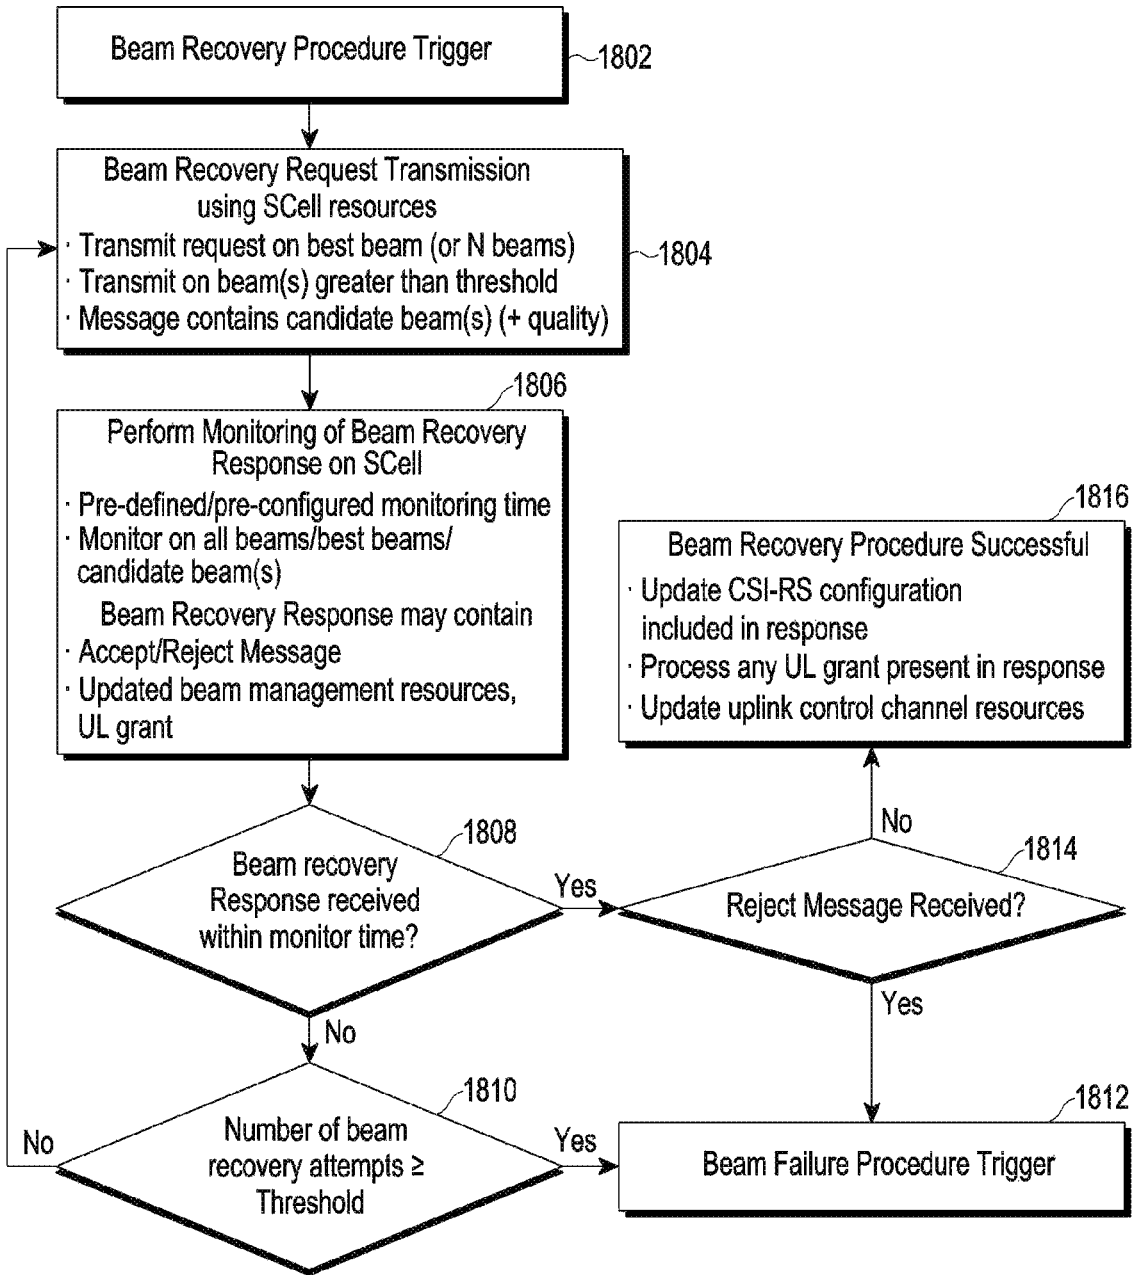 Beam Recovery Procedure Trigger
1802
Beam Recovery Request Transmission
using SCell resources
· Transmit request on best beam (or N beams)
· Transmit on beam(s) greater than threshold
· Message contains candidate beam(s) (+ quality)
1804
1806
Perform Monitoring of Beam Recovery
Response on SCell
· Pre-defined/pre-configured monitoring time
· Monitor on all beams/best beams/
candidate beam(s)
Beam Recovery Response may contain
· Accept/Reject Message
· Updated beam management resources,
UL grant
1816
Beam Recovery Procedure Successful
· Update CSI-RS configuration
included in response
· Process any UL grant present in response
· Update uplink control channel resources
1808
Beam recovery
Response received
within monitor time?
Yes
No
1814
Reject Message Received?
No
Yes
1810
Number of beam
recovery attempts ≥
Threshold
No
Yes
1812
Beam Failure Procedure Trigger